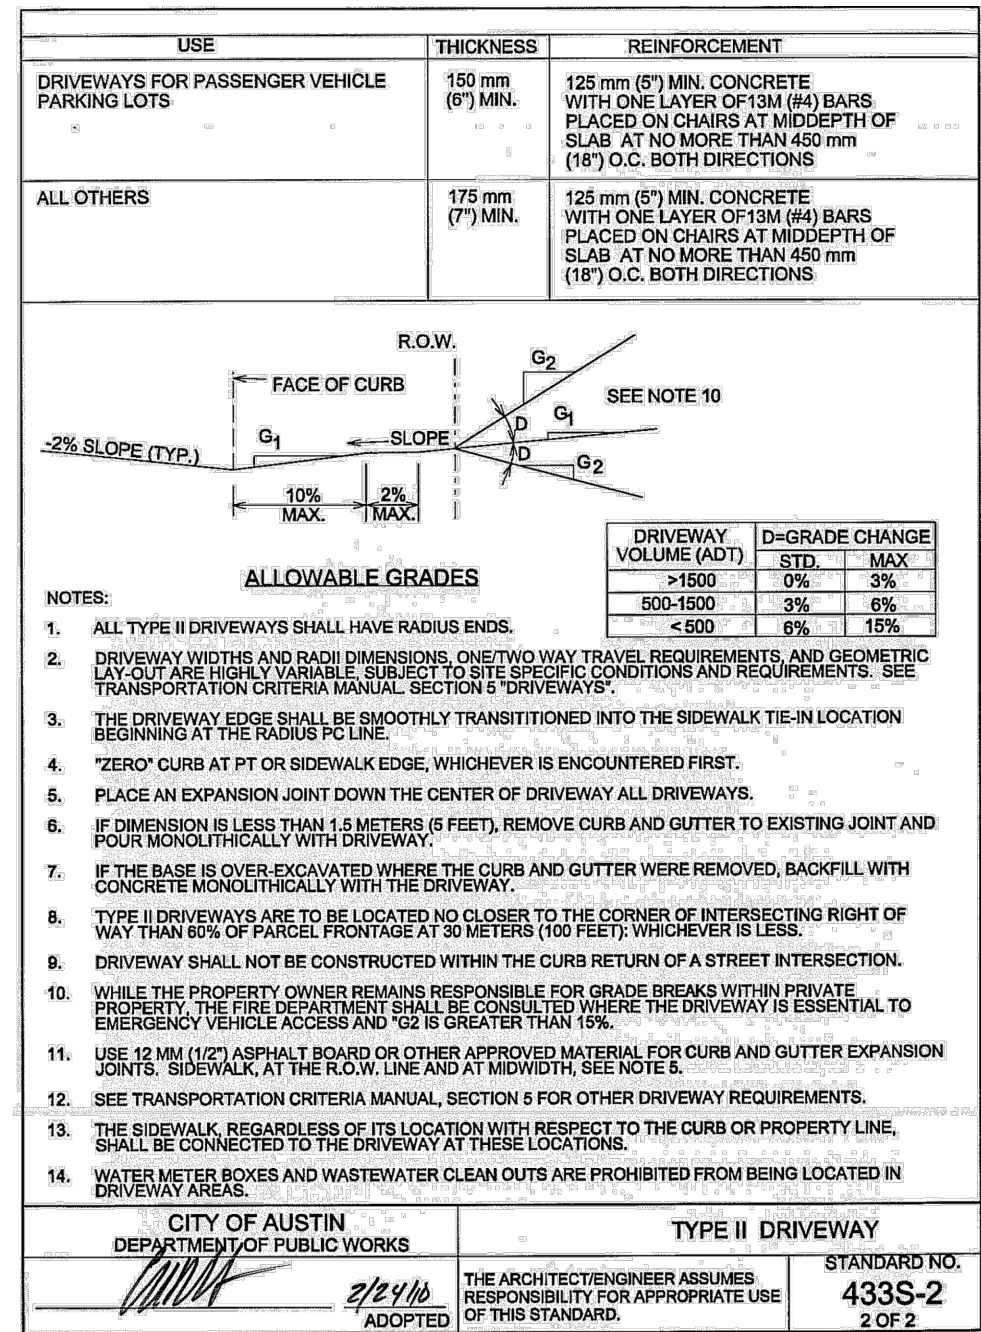 USE THICKNESS REINFORCEMENT
DRIVEWAYS FOR PASSENGER VEHICLE
PARKING LOTS
150 mm
(6") MIN.
125 mm (5") MIN. CONCRETE
WITH ONE LAYER OF13M (#4) BARS
PLACED ON CHAIRS AT MIDDEPTH OF
SLAB AT NO MORE THAN 450 mm
(18") O.C. BOTH DIRECTIONS
ALL OTHERS
175 mm
(7") MIN.
125 mm (5") MIN. CONCRETE
WITH ONE LAYER OF13M (#4) BARS
PLACED ON CHAIRS AT MIDDEPTH OF
SLAB AT NO MORE THAN 450 mm
(18") O.C. BOTH DIRECTIONS
R.O.W.
G2
FACE OF CURB
SEE NOTE 10
G1
D
-2% SLOPE (TYP.)
G1
SLOPE
D
G2
10%
MAX.
2%
MAX.
DRIVEWAY
VOLUME (ADT)
D=GRADE CHANGE
STD. MAX
>1500 0% 3%
500-1500 3% 6%
<500 6% 15%
ALLOWABLE GRADES
NOTES:
1. ALL TYPE II DRIVEWAYS SHALL HAVE RADIUS ENDS.
2. DRIVEWAY WIDTHS AND RADII DIMENSIONS, ONE/TWO WAY TRAVEL REQUIREMENTS, AND GEOMETRIC
LAY-OUT ARE HIGHLY VARIABLE, SUBJECT TO SITE SPECIFIC CONDITIONS AND REQUIREMENTS. SEE
TRANSPORTATION CRITERIA MANUAL. SECTION 5 "DRIVEWAYS".
3. THE DRIVEWAY EDGE SHALL BE SMOOTHLY TRANSITITIONED INTO THE SIDEWALK TIE-IN LOCATION
BEGINNING AT THE RADIUS PC LINE.
4. "ZERO" CURB AT PT OR SIDEWALK EDGE, WHICHEVER IS ENCOUNTERED FIRST.
5. PLACE AN EXPANSION JOINT DOWN THE CENTER OF DRIVEWAY ALL DRIVEWAYS.
6. IF DIMENSION IS LESS THAN 1.5 METERS (5 FEET), REMOVE CURB AND GUTTER TO EXISTING JOINT AND
POUR MONOLITHICALLY WITH DRIVEWAY.
7. IF THE BASE IS OVER-EXCAVATED WHERE THE CURB AND GUTTER WERE REMOVED, BACKFILL WITH
CONCRETE MONOLITHICALLY WITH THE DRIVEWAY.
8. TYPE II DRIVEWAYS ARE TO BE LOCATED NO CLOSER TO THE CORNER OF INTERSECTING RIGHT OF
WAY THAN 60% OF PARCEL FRONTAGE AT 30 METERS (100 FEET): WHICHEVER IS LESS.
9. DRIVEWAY SHALL NOT BE CONSTRUCTED WITHIN THE CURB RETURN OF A STREET INTERSECTION.
10. WHILE THE PROPERTY OWNER REMAINS RESPONSIBLE FOR GRADE BREAKS WITHIN PRIVATE
PROPERTY, THE FIRE DEPARTMENT SHALL BE CONSULTED WHERE THE DRIVEWAY IS ESSENTIAL TO
EMERGENCY VEHICLE ACCESS AND "G2 IS GREATER THAN 15%.
11. USE 12 MM (1/2") ASPHALT BOARD OR OTHER APPROVED MATERIAL FOR CURB AND GUTTER EXPANSION
JOINTS. SIDEWALK, AT THE R.O.W. LINE AND AT MIDWIDTH, SEE NOTE 5.
12. SEE TRANSPORTATION CRITERIA MANUAL, SECTION 5 FOR OTHER DRIVEWAY REQUIREMENTS.
13. THE SIDEWALK, REGARDLESS OF ITS LOCATION WITH RESPECT TO THE CURB OR PROPERTY LINE,
SHALL BE CONNECTED TO THE DRIVEWAY AT THESE LOCATIONS.
14. WATER METER BOXES AND WASTEWATER CLEAN OUTS ARE PROHIBITED FROM BEING LOCATED IN
DRIVEWAY AREAS.
CITY OF AUSTIN
DEPARTMENT OF PUBLIC WORKS
2/24/10
ADOPTED
TYPE II DRIVEWAY
THE ARCHITECT/ENGINEER ASSUMES
RESPONSIBILITY FOR APPROPRIATE USE
OF THIS STANDARD.
STANDARD NO.
433S-2
2 OF 2